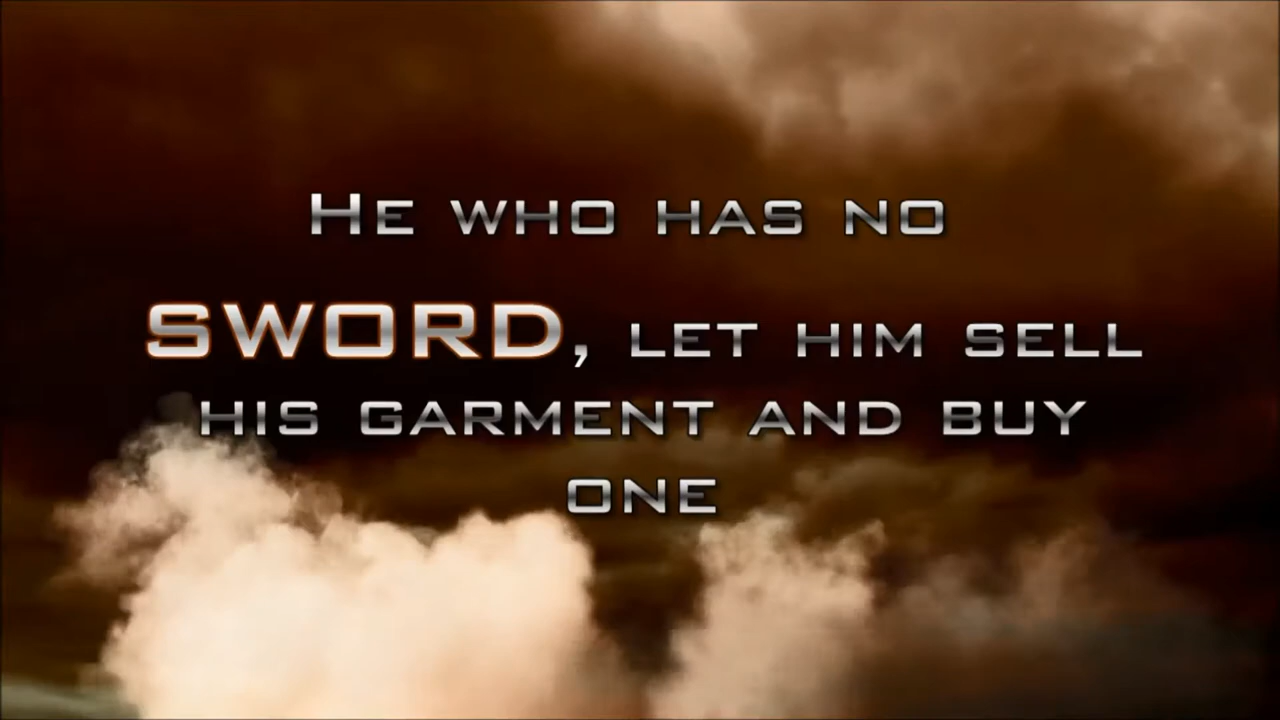 He who has no
SWORD, let him sell
his garment and buy
one